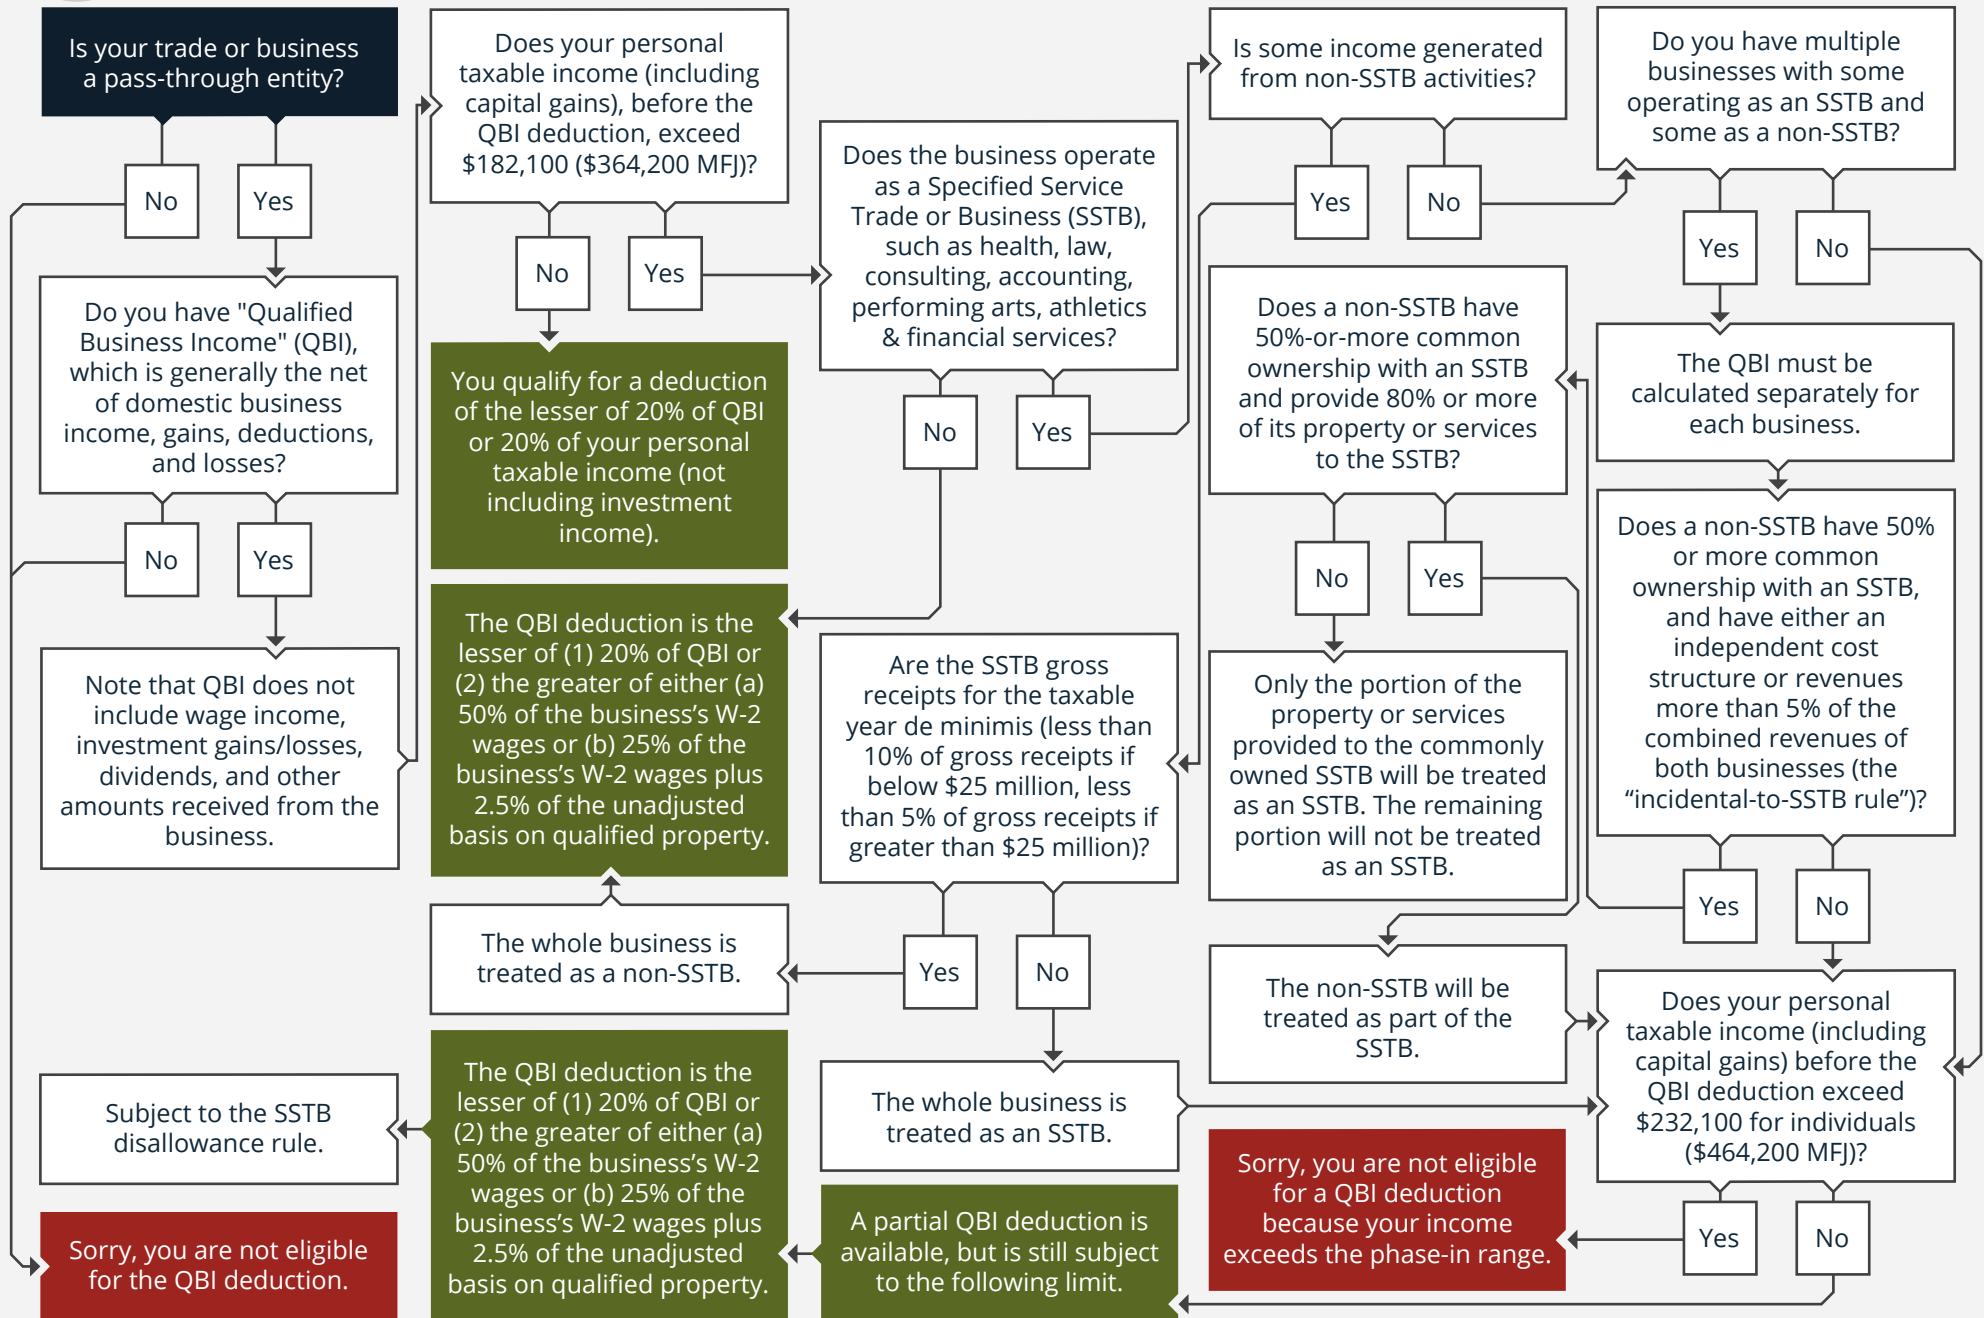 Is your trade or business
a pass-through entity?
No
Yes
Do you have "Qualified
Business Income" (QBI),
which is generally the net
of domestic business
income, gains, deductions,
and losses?
No
Yes
Note that QBI does not
include wage income,
investment gains/losses,
dividends, and other
amounts received from the
business.
Subject to the SSTB
disallowance rule.
Sorry, you are not eligible
for the QBI deduction.
Does your personal
taxable income (including
capital gains), before the
QBI deduction, exceed
$182,100 ($364,200 MFJ)?
No
Yes
You qualify for a deduction
of the lesser of 20% of QBI
or 20% of your personal
taxable income (not
including investment
income).
The QBI deduction is the
lesser of (1) 20% of QBI or
(2) the greater of either (a)
50% of the business’s W-2
wages or (b) 25% of the
business’s W-2 wages plus
2.5% of the unadjusted
basis on qualified property.
The whole business is
treated as a non-SSTB.
The QBI deduction is the
lesser of (1) 20% of QBI or
(2) the greater of either (a)
50% of the business’s W-2
wages or (b) 25% of the
business’s W-2 wages plus
2.5% of the unadjusted
basis on qualified property.
Does the business operate
as a Specified Service
Trade or Business (SSTB),
such as health, law,
consulting, accounting,
performing arts, athletics
& financial services?
No
Yes
Are the SSTB gross
receipts for the taxable
year de minimis (less than
10% of gross receipts if
below $25 million, less
than 5% of gross receipts if
greater than $25 million)?
Yes
No
The whole business is
treated as an SSTB.
A partial QBI deduction is
available, but is still subject
to the following limit.
Is some income generated
from non-SSTB activities?
Yes
No
Does a non-SSTB have
50%-or-more common
ownership with an SSTB
and provide 80% or more
of its property or services
to the SSTB?
No
Yes
Only the portion of the
property or services
provided to the commonly
owned SSTB will be treated
as an SSTB. The remaining
portion will not be treated
as an SSTB.
The non-SSTB will be
treated as part of the
SSTB.
Sorry, you are not eligible
for a QBI deduction
because your income
exceeds the phase-in range.
Do you have multiple
businesses with some
operating as an SSTB and
some as a non-SSTB?
Yes
No
The QBI must be
calculated separately for
each business.
Does a non-SSTB have 50%
or more common
ownership with an SSTB,
and have either an
independent cost
structure or revenues
more than 5% of the
combined revenues of
both businesses (the
“incidental-to-SSTB rule”)?
Yes
No
Does your personal
taxable income (including
capital gains) before the
QBI deduction exceed
$232,100 for individuals
($464,200 MFJ)?
Yes
No